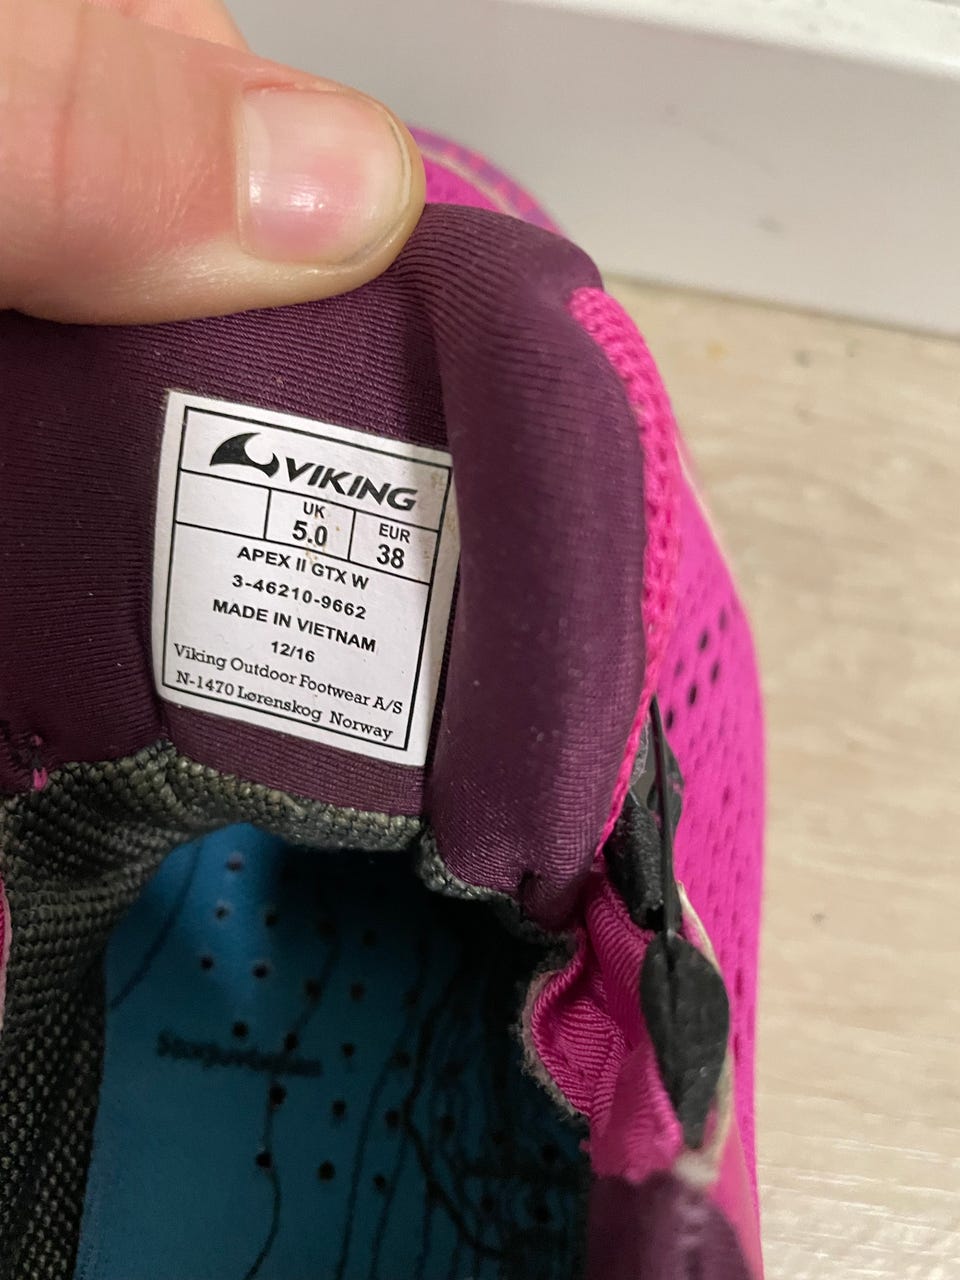 VIKING
UK
5.0
EUR
38
APEX II GTX W
3-46210-9662
MADE IN VIETNAM
12/16
Viking Outdoor Footwear A/S
N-1470 Lørenskog Norway